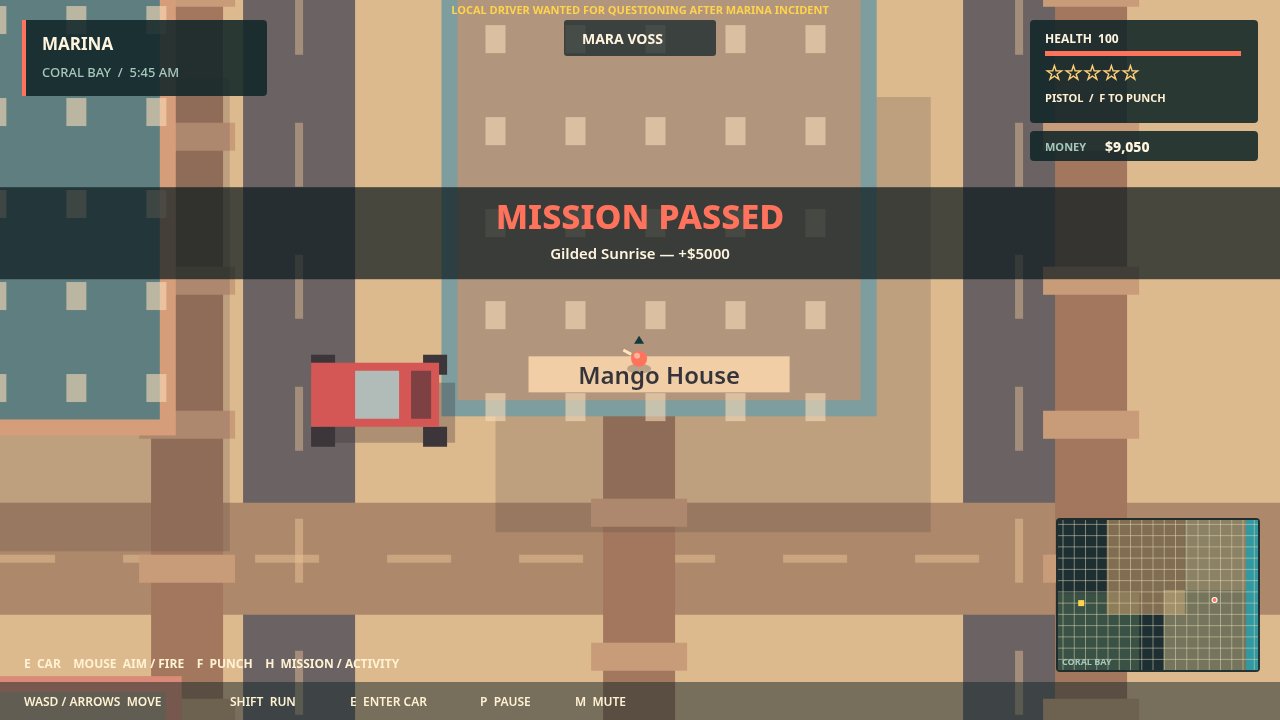 LOCAL DRIVER WANTED FOR QUESTIONING AFTER MARINA INCIDENT
MARINA
CORAL BAY / 5:45 AM
MARA VOSS
HEALTH 100
☆☆☆☆☆
PISTOL / F TO PUNCH
MONEY $9,050
MISSION PASSED
Gilded Sunrise — +$5000
Mango House
CORAL BAY
E CAR MOUSE AIM / FIRE F PUNCH H MISSION / ACTIVITY
WASD / ARROWS MOVE SHIFT RUN E ENTER CAR P PAUSE M MUTE